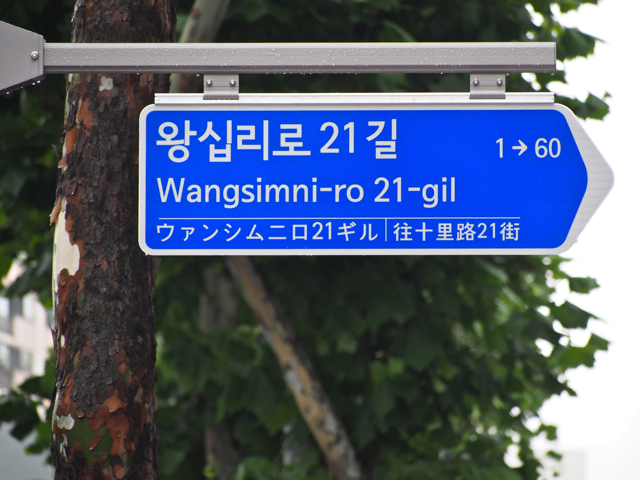 왕십리로 21길 1→60
Wangsimni-ro 21-gil
ワァンシムニロ21ギル | 往十里路21街